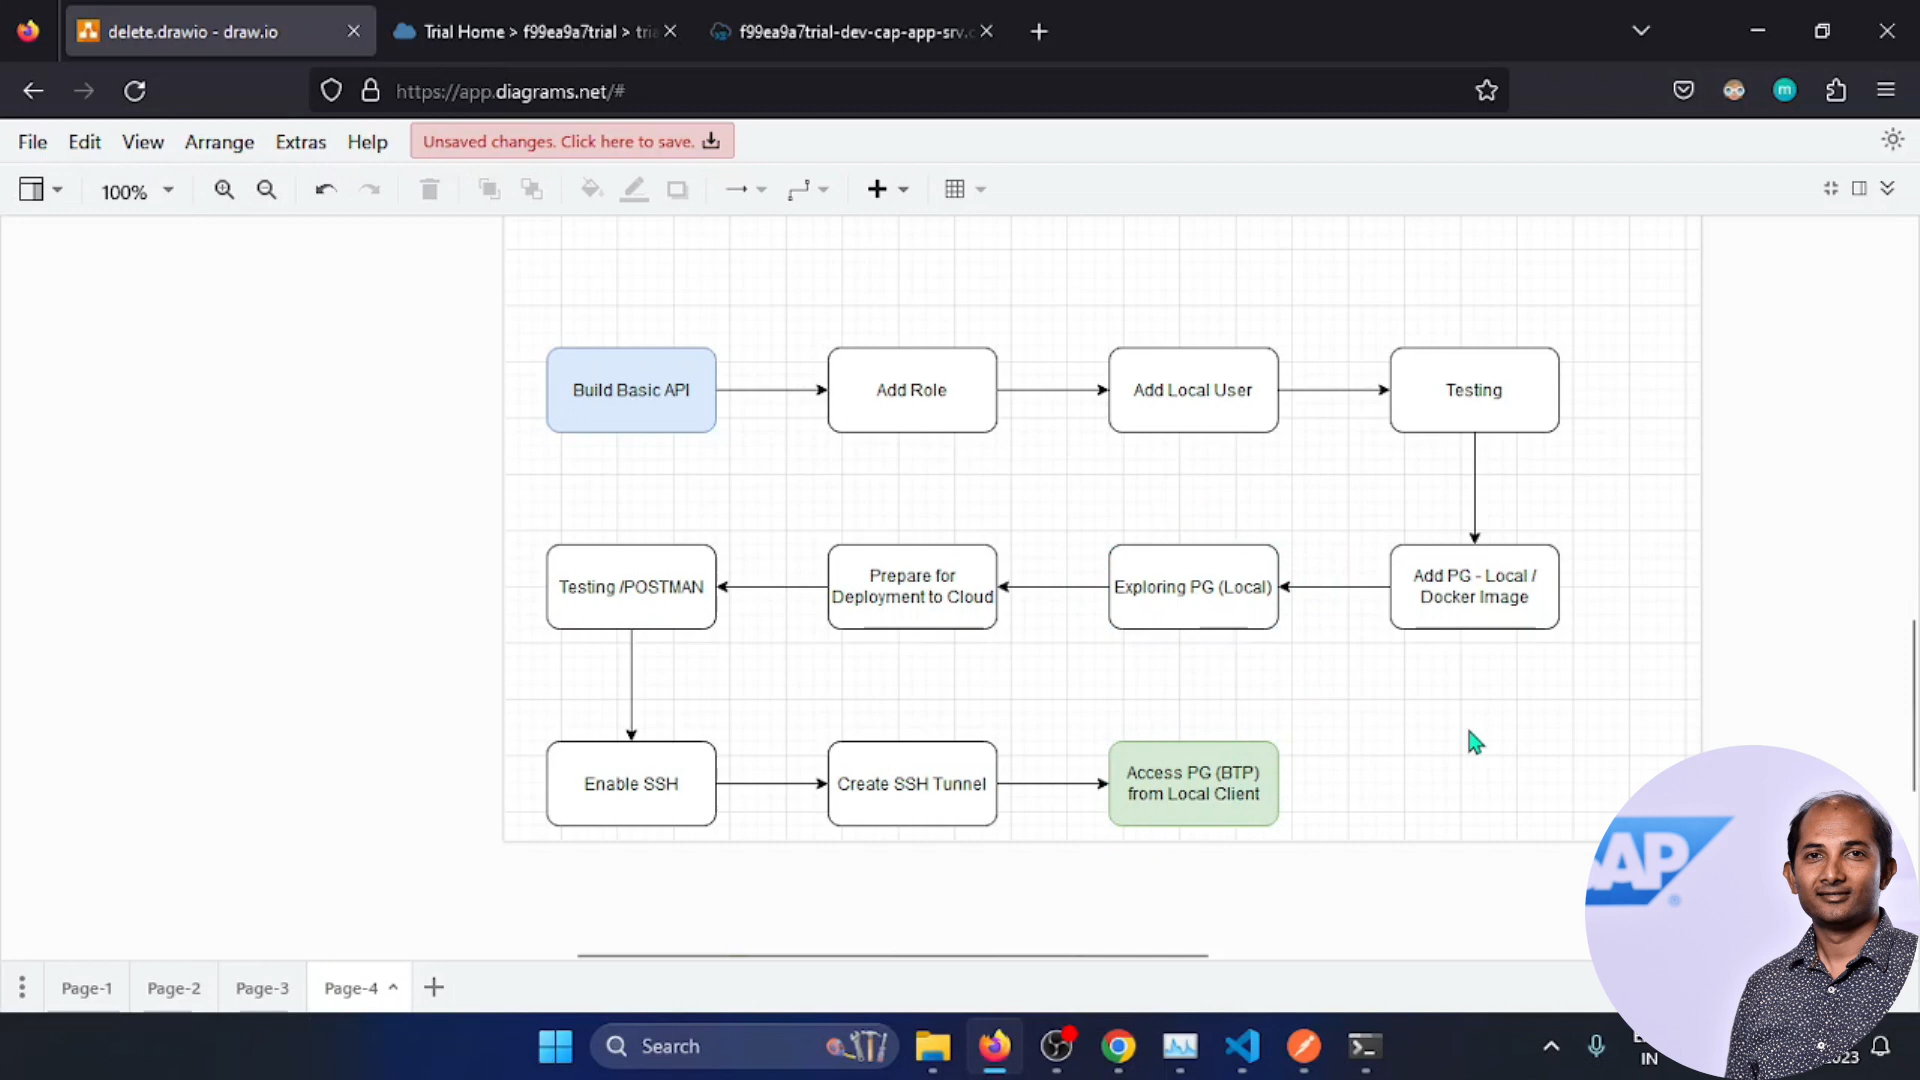 delete.drawio - draw.io
Trial Home > f99ea9a7trial > tria
f99ea9a7trial-dev-cap-app-srv.c
https://app.diagrams.net/#
File Edit View Arrange Extras Help
Unsaved changes. Click here to save.
100%
Build Basic API
Add Role
Add Local User
Testing
Testing /POSTMAN
Prepare for
Deployment to Cloud
Exploring PG (Local)
Add PG - Local /
Docker Image
Enable SSH
Create SSH Tunnel
Access PG (BTP)
from Local Client
AP
Page-1 Page-2 Page-3 Page-4
Search
IN
2023